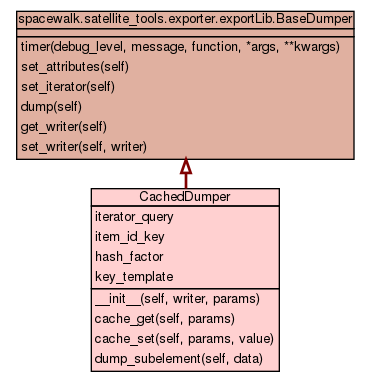 spacewalk.satellite_tools.exporter.exportLib.BaseDumper
timer(debug_level, message, function, *args, **kwargs)
set_attributes(self)
set_iterator(self)
dump(self)
get_writer(self)
set_writer(self, writer)
CachedDumper
iterator_query
item_id_key
hash_factor
key_template
__init__(self, writer, params)
cache_get(self, params)
cache_set(self, params, value)
dump_subelement(self, data)